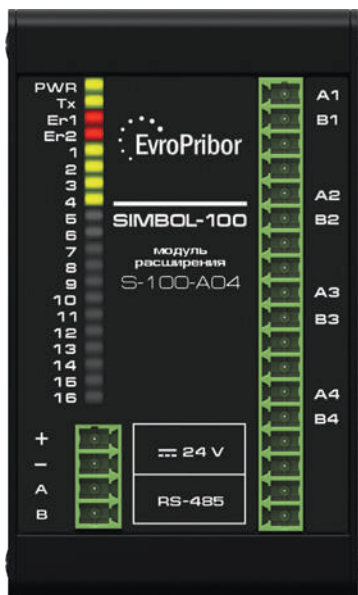 PWR
Tx
Er1
Er2
1
2
3
4
5
6
7
8
9
10
11
12
13
14
15
16
EvroPribor
SIMBOL-100
модуль
расширения
S-100-A04
A1
B1
A2
B2
A3
B3
A4
B4
+
−
A
B
24 V
RS-485